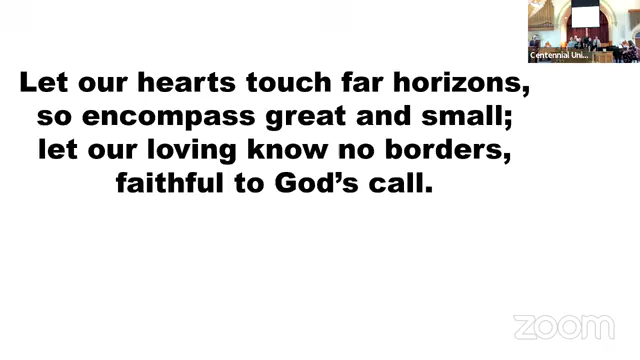 Centennial Uni...
Let our hearts touch far horizons,
so encompass great and small;
let our loving know no borders,
faithful to God's call.
zoom